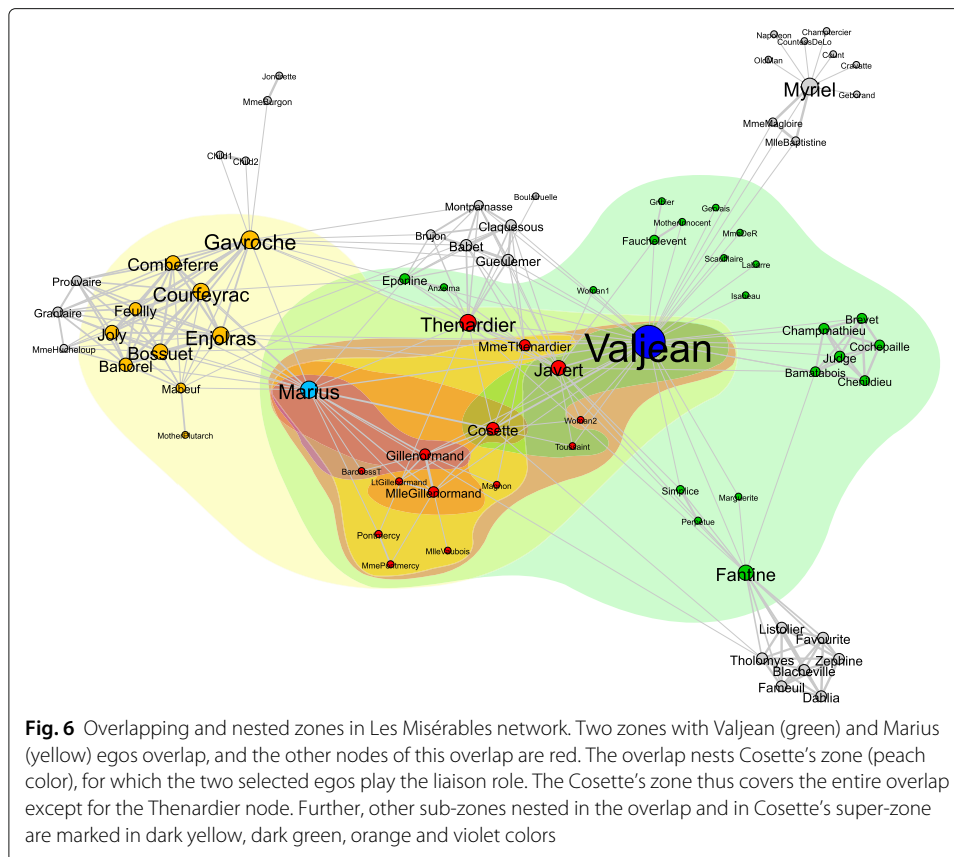 Napoleon
Champtercier
CountessDeLo
OldMan
Count
Cravatte
Myriel
Geborand
Jondrette
MmeBurgon
MmeMagloire
MlleBaptistine
Child1
Child2
Boulatruelle
Montparnasse
Claquesous
Brujon
Babet
Gueulemer
Gribier
Gervais
MotherInnocent
MmeDeR
Fauchelevent
Scaufflaire
Labarre
Woman1
Isabeau
Gavroche
Combeferre
Prouvaire
Courfeyrac
Eponine
Anzelma
Grantaire
Feuilly
Joly
Enjolras
MmeHucheloup
Bossuet
Bahorel
Thenardier
MmeThenardier
Valjean
Javert
Brevet
Champmathieu
Cochepaille
Judge
Bamatabois
Chenildieu
Mabeuf
Marius
MotherPlutarch
Cosette
Woman2
Toussaint
Gillenormand
BaronessT
LtGillenormand
MlleGillenormand
Magnon
Simplice
Marguerite
Perpetue
Pontmercy
MlleVaubois
MmePontmercy
Fantine
Listolier
Favourite
Tholomyes
Zephine
Blacheville
Fameuil
Dahlia
Fig. 6 Overlapping and nested zones in Les Misérables network. Two zones with Valjean (green) and Marius
(yellow) egos overlap, and the other nodes of this overlap are red. The overlap nests Cosette's zone (peach
color), for which the two selected egos play the liaison role. The Cosette's zone thus covers the entire overlap
except for the Thenardier node. Further, other sub-zones nested in the overlap and in Cosette's super-zone
are marked in dark yellow, dark green, orange and violet colors